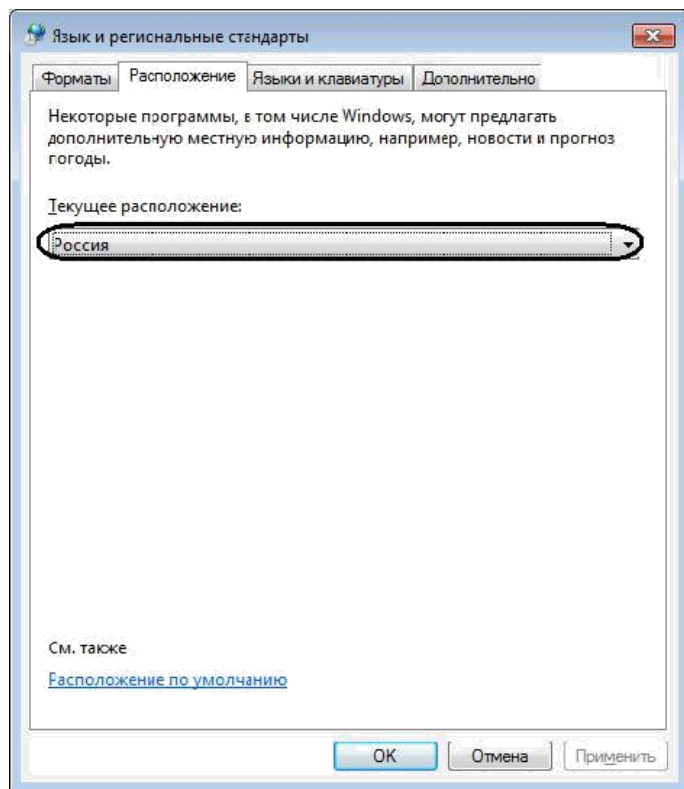 Язык и региональные стандарты
Форматы Расположение Языки и клавиатуры Дополнительно
Некоторые программы, в том числе Windows, могут предлагать
дополнительную местную информацию, например, новости и прогноз
погоды.
Текущее расположение:
Россия
См. также
Расположение по умолчанию
ОК Отмена Применить